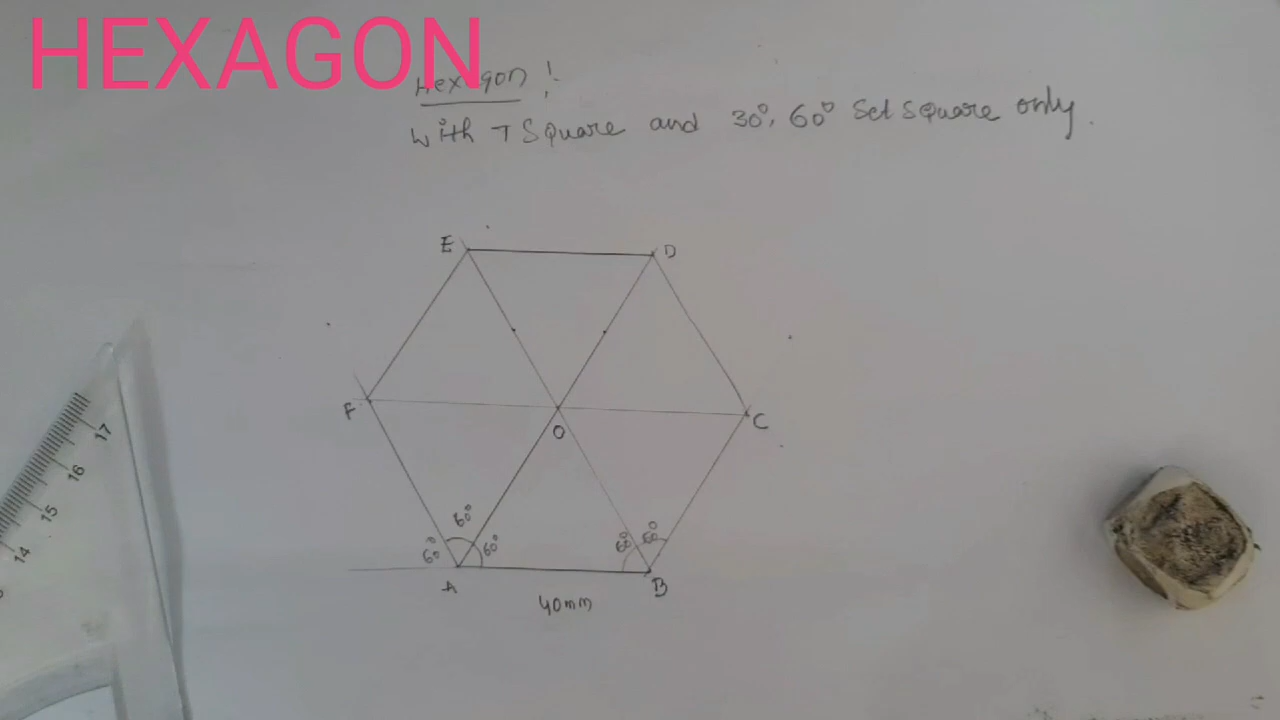 HEXAGON
Hexagon !
with T Square and 30°, 60° Set Square only.
E
D
F
O
C
60°
60°
60°
60°
60°
A
B
40mm
17
16
15
14